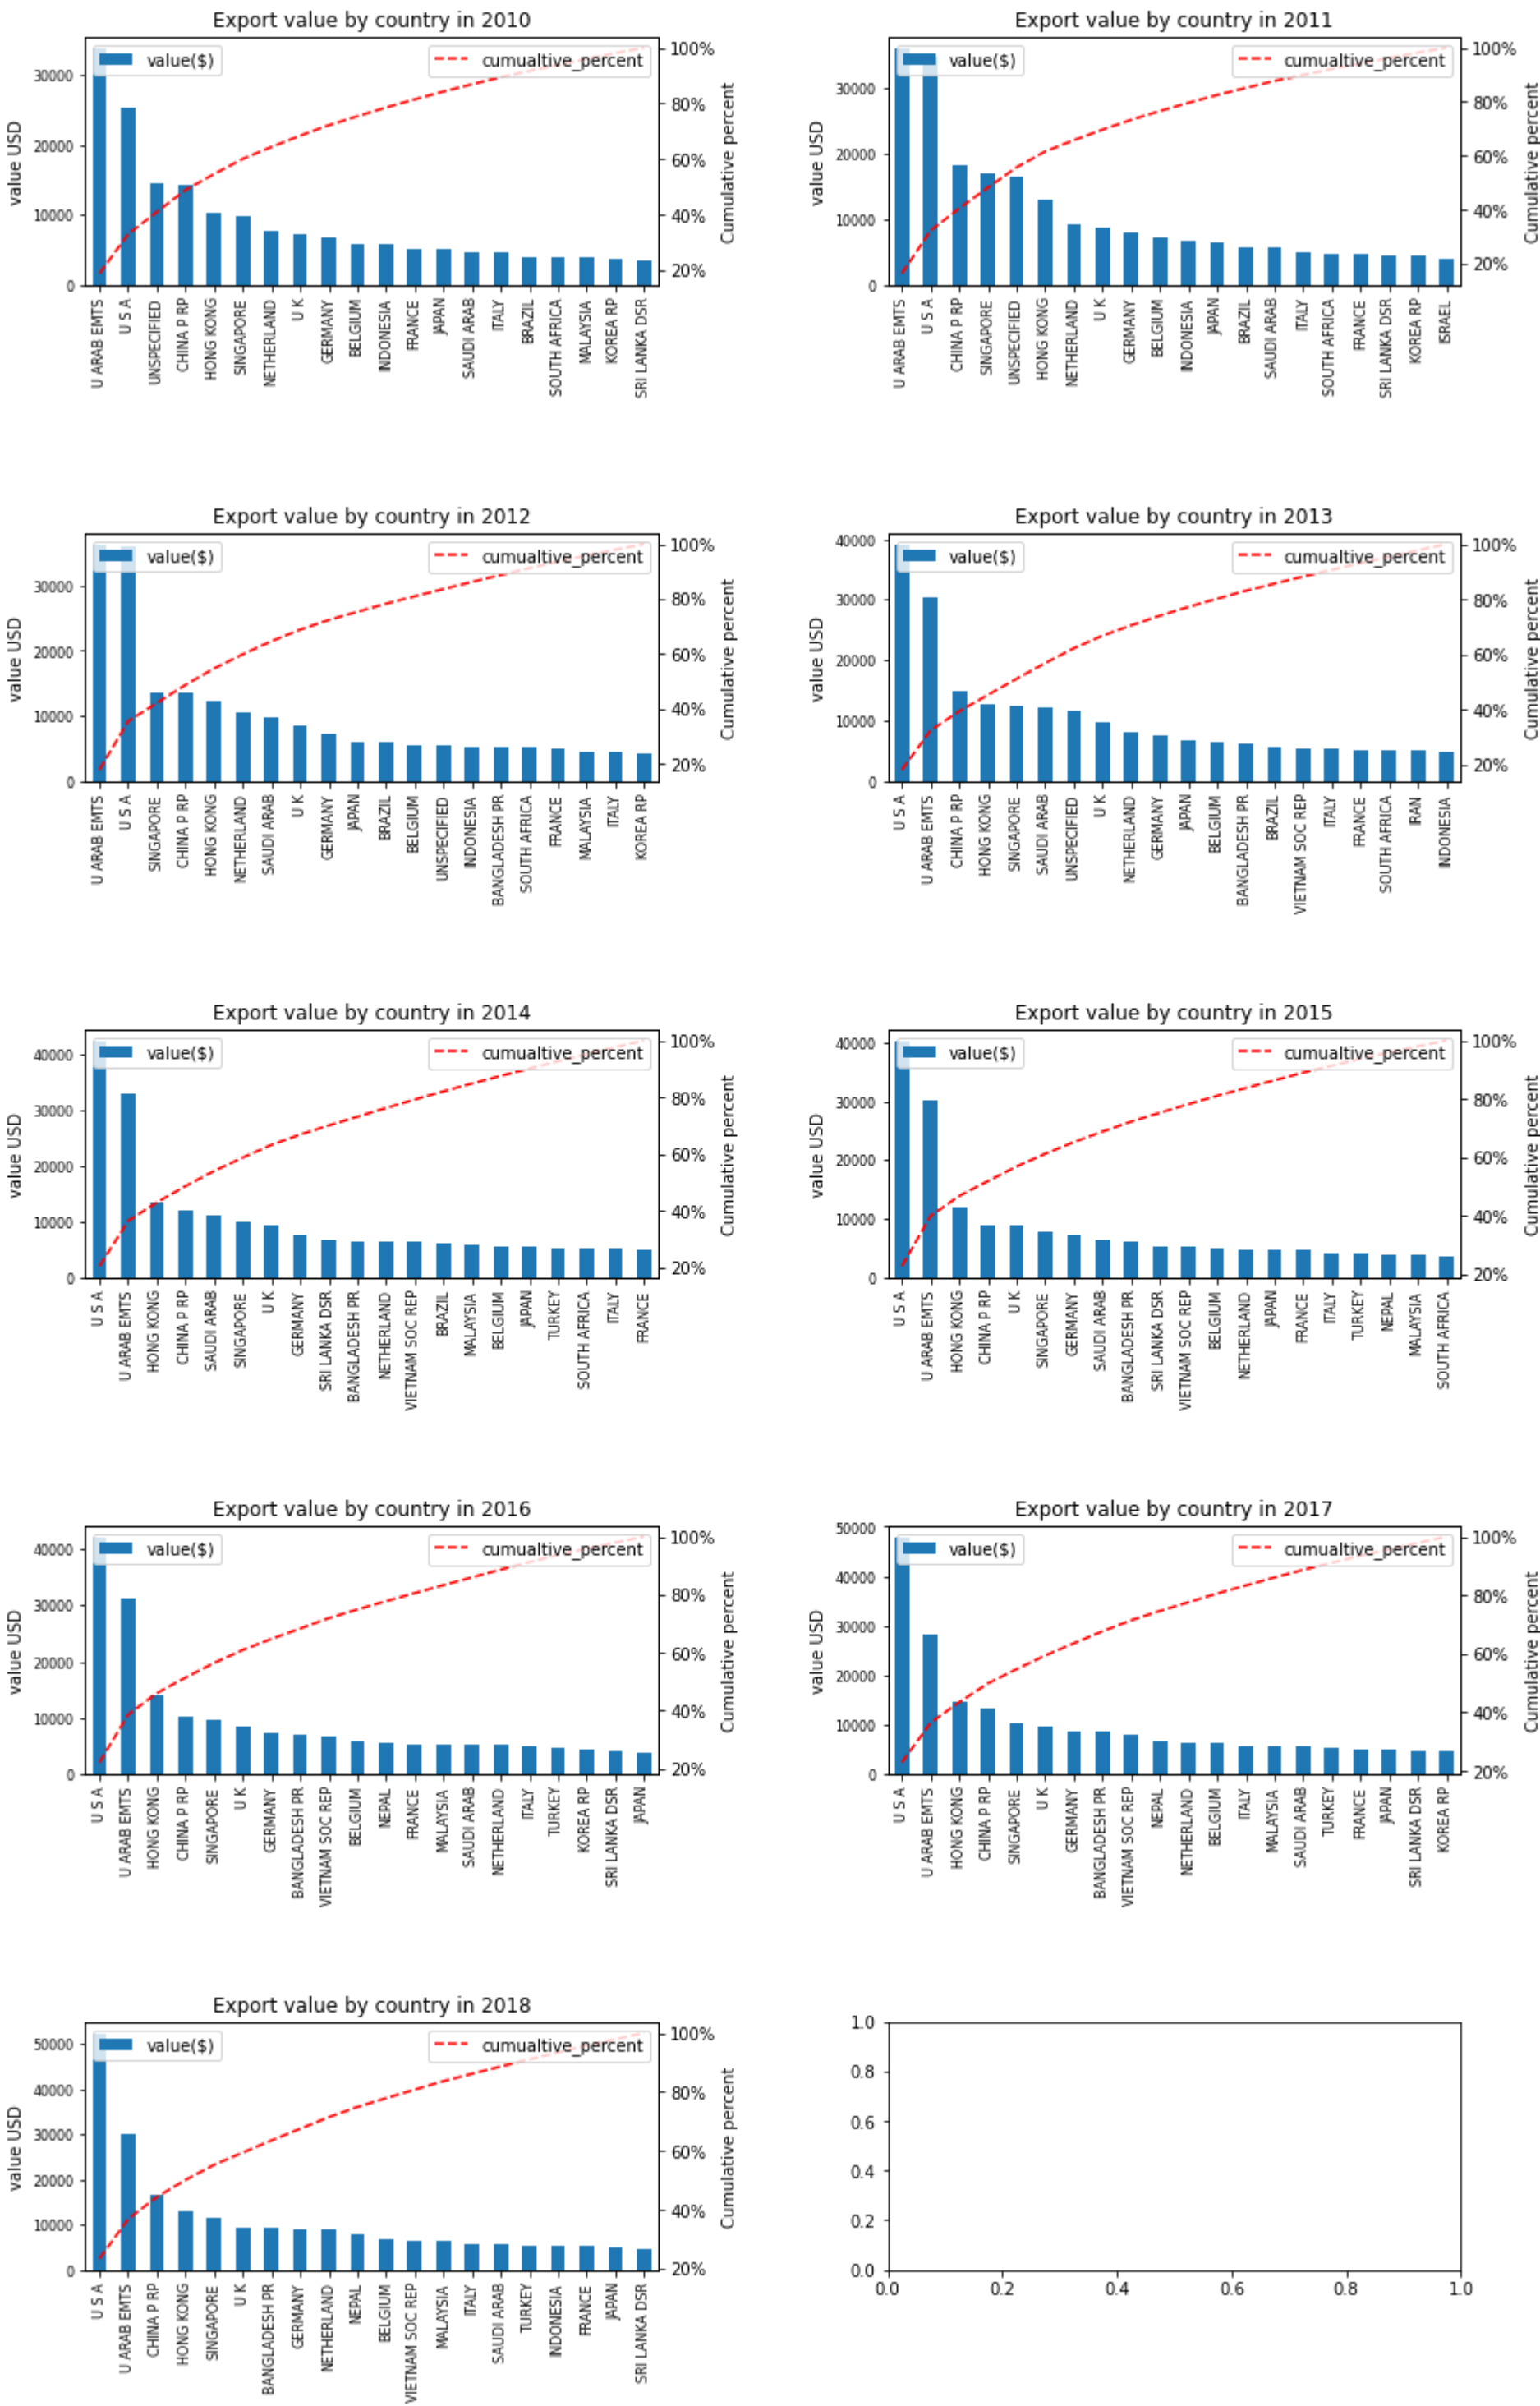 Export value by country in 2010
value($)
cumualtive_percent
value USD
30000
20000
10000
0
100%
80%
60%
40%
20%
Cumulative percent
U ARAB EMTS
U S A
UNSPECIFIED
CHINA P RP
HONG KONG
SINGAPORE
NETHERLAND
U K
GERMANY
BELGIUM
INDONESIA
FRANCE
JAPAN
SAUDI ARAB
ITALY
BRAZIL
SOUTH AFRICA
MALAYSIA
KOREA RP
SRI LANKA DSR
Export value by country in 2011
value($)
cumualtive_percent
value USD
30000
20000
10000
0
100%
80%
60%
40%
20%
Cumulative percent
U ARAB EMTS
U S A
CHINA P RP
SINGAPORE
UNSPECIFIED
HONG KONG
NETHERLAND
U K
GERMANY
BELGIUM
INDONESIA
JAPAN
BRAZIL
SAUDI ARAB
ITALY
SOUTH AFRICA
FRANCE
SRI LANKA DSR
KOREA RP
ISRAEL
Export value by country in 2012
value($)
cumualtive_percent
value USD
30000
20000
10000
0
100%
80%
60%
40%
20%
Cumulative percent
U ARAB EMTS
U S A
SINGAPORE
CHINA P RP
HONG KONG
NETHERLAND
SAUDI ARAB
U K
GERMANY
JAPAN
BRAZIL
BELGIUM
UNSPECIFIED
INDONESIA
BANGLADESH PR
SOUTH AFRICA
FRANCE
MALAYSIA
ITALY
KOREA RP
Export value by country in 2013
value($)
cumualtive_percent
value USD
40000
30000
20000
10000
0
100%
80%
60%
40%
20%
Cumulative percent
U S A
U ARAB EMTS
CHINA P RP
HONG KONG
SINGAPORE
SAUDI ARAB
UNSPECIFIED
U K
NETHERLAND
GERMANY
JAPAN
BELGIUM
BANGLADESH PR
BRAZIL
VIETNAM SOC REP
ITALY
FRANCE
SOUTH AFRICA
IRAN
INDONESIA
Export value by country in 2014
value($)
cumualtive_percent
value USD
40000
30000
20000
10000
0
100%
80%
60%
40%
20%
Cumulative percent
U S A
U ARAB EMTS
HONG KONG
CHINA P RP
SAUDI ARAB
SINGAPORE
U K
GERMANY
SRI LANKA DSR
BANGLADESH PR
NETHERLAND
VIETNAM SOC REP
BRAZIL
MALAYSIA
BELGIUM
JAPAN
TURKEY
SOUTH AFRICA
ITALY
FRANCE
Export value by country in 2015
value($)
cumualtive_percent
value USD
40000
30000
20000
10000
0
100%
80%
60%
40%
20%
Cumulative percent
U S A
U ARAB EMTS
HONG KONG
CHINA P RP
U K
SINGAPORE
GERMANY
SAUDI ARAB
BANGLADESH PR
SRI LANKA DSR
VIETNAM SOC REP
BELGIUM
NETHERLAND
JAPAN
FRANCE
ITALY
TURKEY
NEPAL
MALAYSIA
SOUTH AFRICA
Export value by country in 2016
value($)
cumualtive_percent
value USD
40000
30000
20000
10000
0
100%
80%
60%
40%
20%
Cumulative percent
U S A
U ARAB EMTS
HONG KONG
CHINA P RP
SINGAPORE
U K
GERMANY
BANGLADESH PR
VIETNAM SOC REP
BELGIUM
NEPAL
FRANCE
MALAYSIA
SAUDI ARAB
NETHERLAND
ITALY
TURKEY
KOREA RP
SRI LANKA DSR
JAPAN
Export value by country in 2017
value($)
cumualtive_percent
value USD
50000
40000
30000
20000
10000
0
100%
80%
60%
40%
20%
Cumulative percent
U S A
U ARAB EMTS
HONG KONG
CHINA P RP
SINGAPORE
U K
GERMANY
BANGLADESH PR
VIETNAM SOC REP
NEPAL
NETHERLAND
BELGIUM
ITALY
MALAYSIA
SAUDI ARAB
TURKEY
FRANCE
JAPAN
SRI LANKA DSR
KOREA RP
Export value by country in 2018
value($)
cumualtive_percent
value USD
50000
40000
30000
20000
10000
0
100%
80%
60%
40%
20%
Cumulative percent
U S A
U ARAB EMTS
CHINA P RP
HONG KONG
SINGAPORE
U K
BANGLADESH PR
GERMANY
NETHERLAND
NEPAL
BELGIUM
VIETNAM SOC REP
MALAYSIA
ITALY
SAUDI ARAB
TURKEY
INDONESIA
FRANCE
JAPAN
SRI LANKA DSR
1.0
0.8
0.6
0.4
0.2
0.0
0.0 0.2 0.4 0.6 0.8 1.0